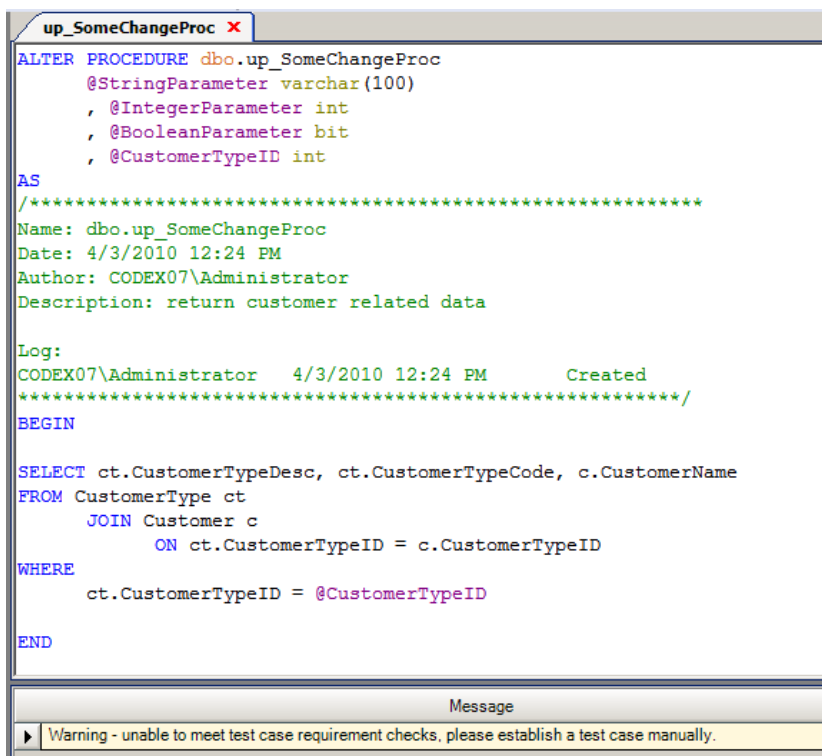 up_SomeChangeProc X
ALTER PROCEDURE dbo.up_SomeChangeProc
@StringParameter varchar(100)
, @IntegerParameter int
, @BooleanParameter bit
, @CustomerTypeID int
AS
/************************************************************
Name: dbo.up_SomeChangeProc
Date: 4/3/2010 12:24 PM
Author: CODEX07\Administrator
Description: return customer related data
Log:
CODEX07\Administrator 4/3/2010 12:24 PM Created
***********************************************************/
BEGIN
SELECT ct.CustomerTypeDesc, ct.CustomerTypeCode, c.CustomerName
FROM CustomerType ct
JOIN Customer c
ON ct.CustomerTypeID = c.CustomerTypeID
WHERE
ct.CustomerTypeID = @CustomerTypeID
END
Message
Warning - unable to meet test case requirement checks, please establish a test case manually.